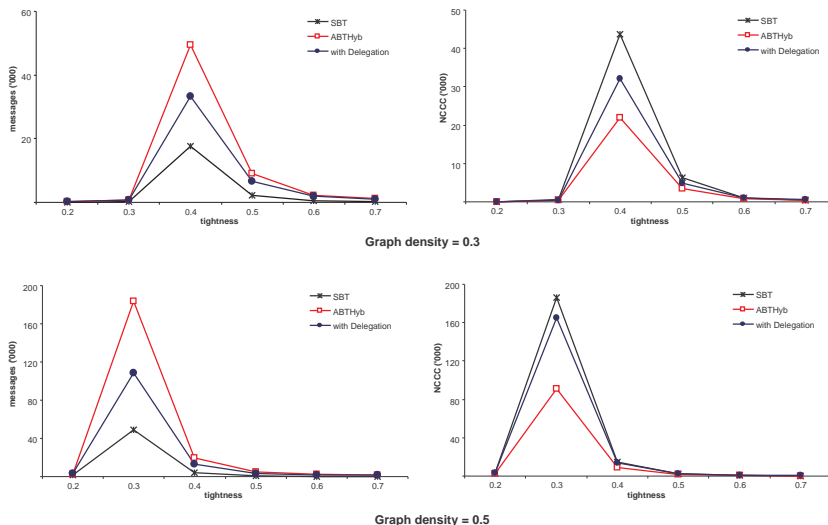 60
40
20
messages ('000)
SBT
ABTHyb
with Delegation
0.2 0.3 0.4 0.5 0.6 0.7
tightness
50
40
30
20
10
NCCC ('000)
SBT
ABTHyb
with Delegation
0.2 0.3 0.4 0.5 0.6 0.7
tightness
Graph density = 0.3
200
160
120
80
40
messages ('000)
SBT
ABTHyb
with Delegation
0.2 0.3 0.4 0.5 0.6 0.7
tightness
200
160
120
80
40
NCCC ('000)
SBT
ABTHyb
with Delegation
0.2 0.3 0.4 0.5 0.6 0.7
tightness
Graph density = 0.5